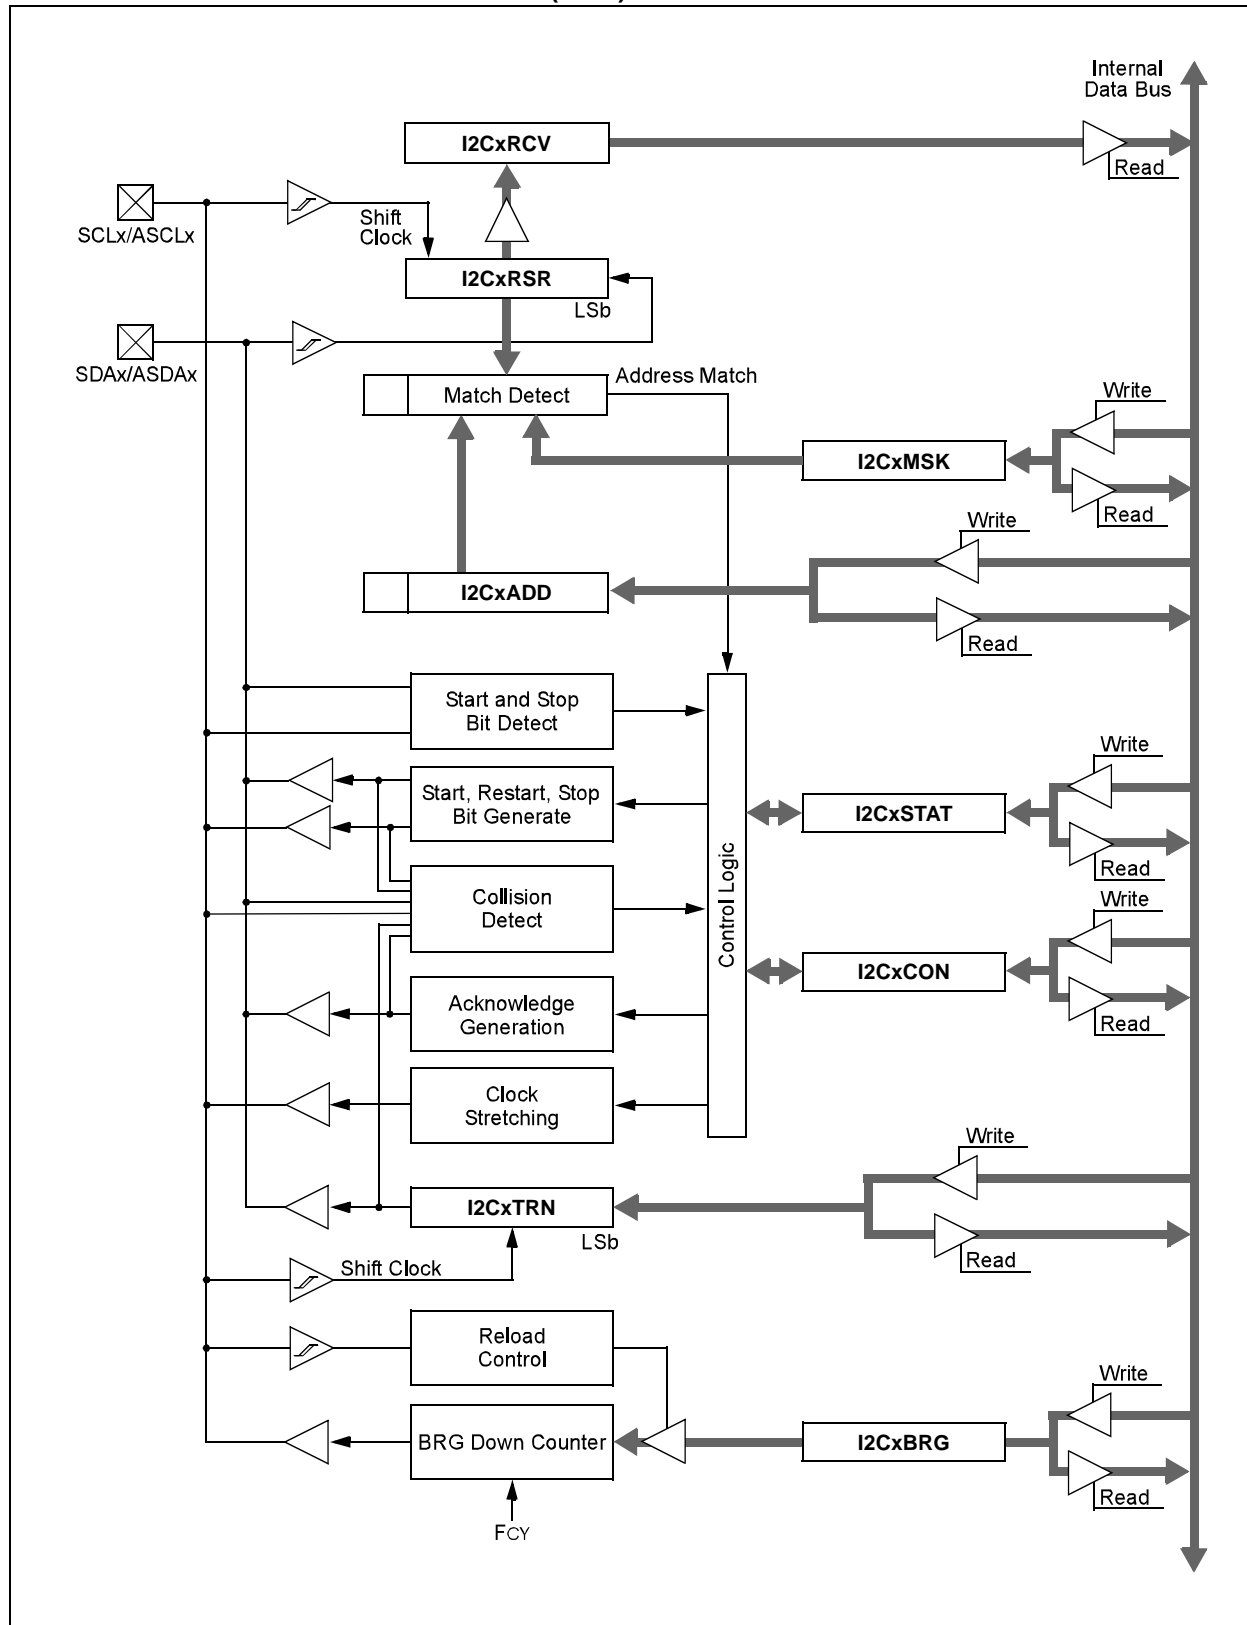 Internal
Data Bus
I2CxRCV
Read
SCLx/ASCLx
Shift
Clock
I2CxRSR
LSb
SDAx/ASDAx
Address Match
Match Detect
Write
I2CxMSK
Read
Write
I2CxADD
Read
Start and Stop
Bit Detect
Write
Start, Restart, Stop
Bit Generate
I2CxSTAT
Read
Control Logic
Collision
Detect
Write
I2CxCON
Read
Acknowledge
Generation
Clock
Stretching
Write
I2CxTRN
LSb
Read
Shift Clock
Reload
Control
Write
BRG Down Counter
I2CxBRG
Read
FCY